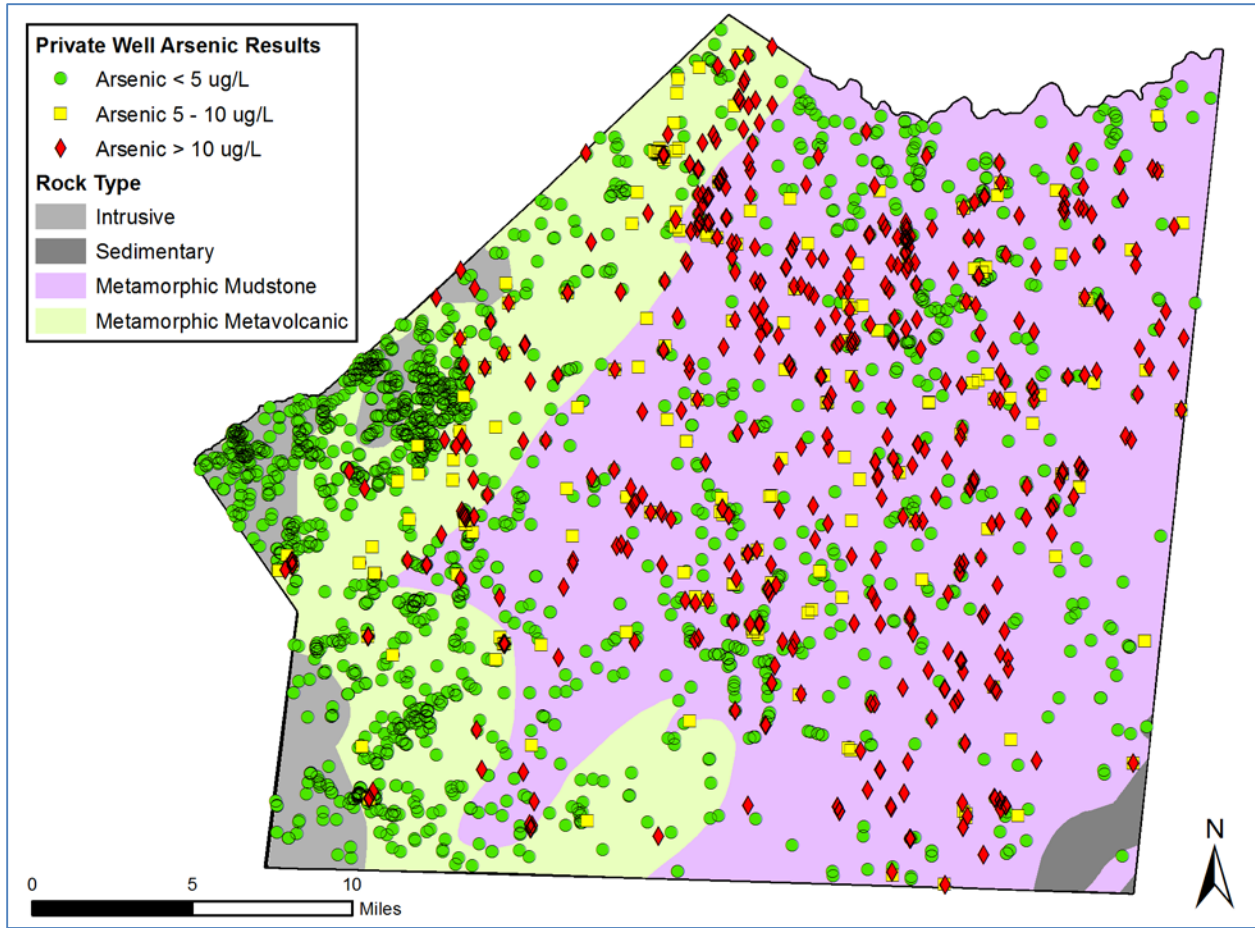 Private Well Arsenic Results
Arsenic < 5 ug/L
Arsenic 5 - 10 ug/L
Arsenic > 10 ug/L
Rock Type
Intrusive
Sedimentary
Metamorphic Mudstone
Metamorphic Metavolcanic
N
0 5 10
Miles